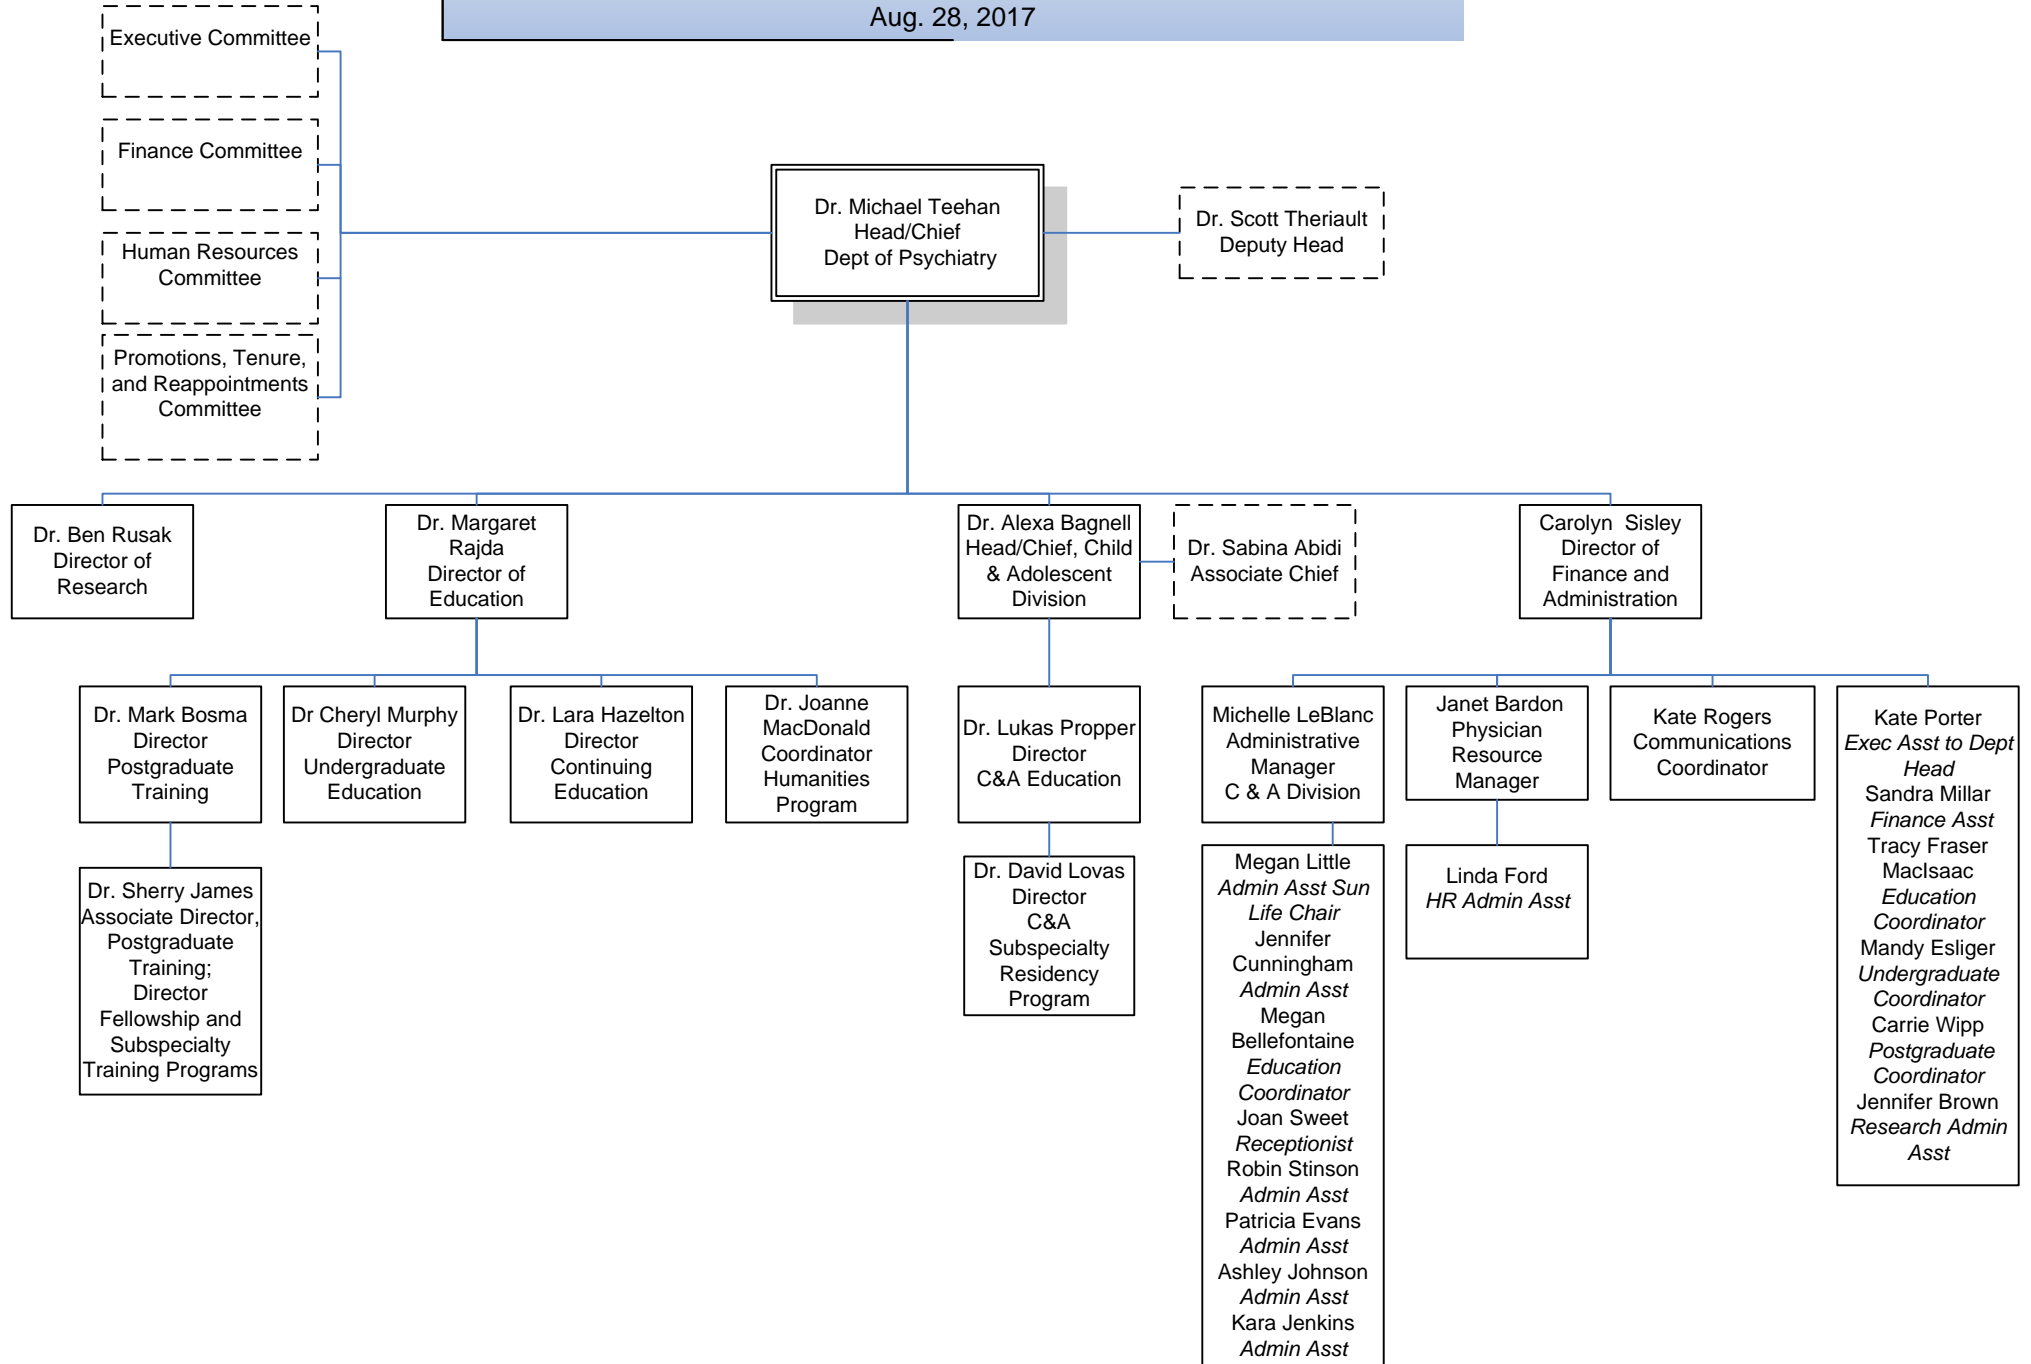 Aug. 28, 2017
Executive Committee
Finance Committee
Human Resources
Committee
Promotions, Tenure,
and Reappointments
Committee
Dr. Michael Teehan
Head/Chief
Dept of Psychiatry
Dr. Scott Theriault
Deputy Head
Dr. Ben Rusak
Director of
Research
Dr. Margaret
Rajda
Director of
Education
Dr. Alexa Bagnell
Head/Chief, Child
& Adolescent
Division
Dr. Sabina Abidi
Associate Chief
Carolyn  Sisley
Director of
Finance and
Administration
Dr. Mark Bosma
Director
Postgraduate
Training
Dr Cheryl Murphy
Director
Undergraduate
Education
Dr. Lara Hazelton
Director
Continuing
Education
Dr. Joanne
MacDonald
Coordinator
Humanities
Program
Dr. Lukas Propper
Director
C&A Education
Michelle LeBlanc
Administrative
Manager
C & A Division
Janet Bardon
Physician
Resource
Manager
Kate Rogers
Communications
Coordinator
Kate Porter
Exec Asst to Dept
Head
Sandra Millar
Finance Asst
Tracy Fraser
MacIsaac
Education
Coordinator
Mandy Esliger
Undergraduate
Coordinator
Carrie Wipp
Postgraduate
Coordinator
Jennifer Brown
Research Admin
Asst
Dr. Sherry James
Associate Director,
Postgraduate
Training;
Director
Fellowship and
Subspecialty
Training Programs
Dr. David Lovas
Director
C&A
Subspecialty
Residency
Program
Megan Little
Admin Asst Sun
Life Chair
Jennifer
Cunningham
Admin Asst
Megan
Bellefontaine
Education
Coordinator
Joan Sweet
Receptionist
Robin Stinson
Admin Asst
Patricia Evans
Admin Asst
Ashley Johnson
Admin Asst
Kara Jenkins
Admin Asst
Linda Ford
HR Admin Asst